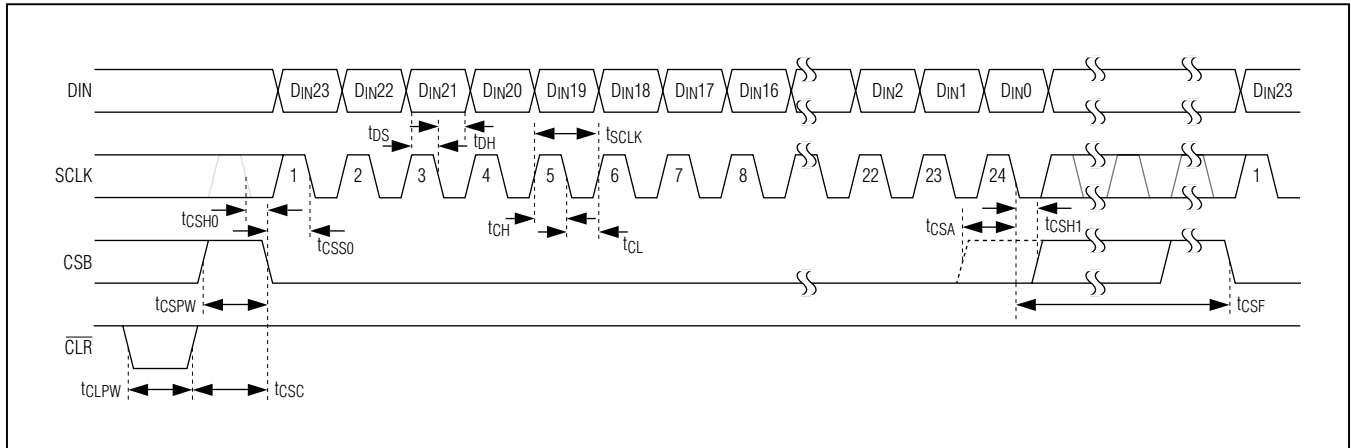 DIN DIN23 DIN22 DIN21 DIN20 DIN19 DIN18 DIN17 DIN16 DIN2 DIN1 DIN0 DIN23
tDS tDH tSCLK
SCLK 1 2 3 4 5 6 7 8 22 23 24 1
tCSH0 tCSS0 tCH tCL tCSA tCSH1
CSB
tCSPW tCSF
CLR
tCLPW tCSC